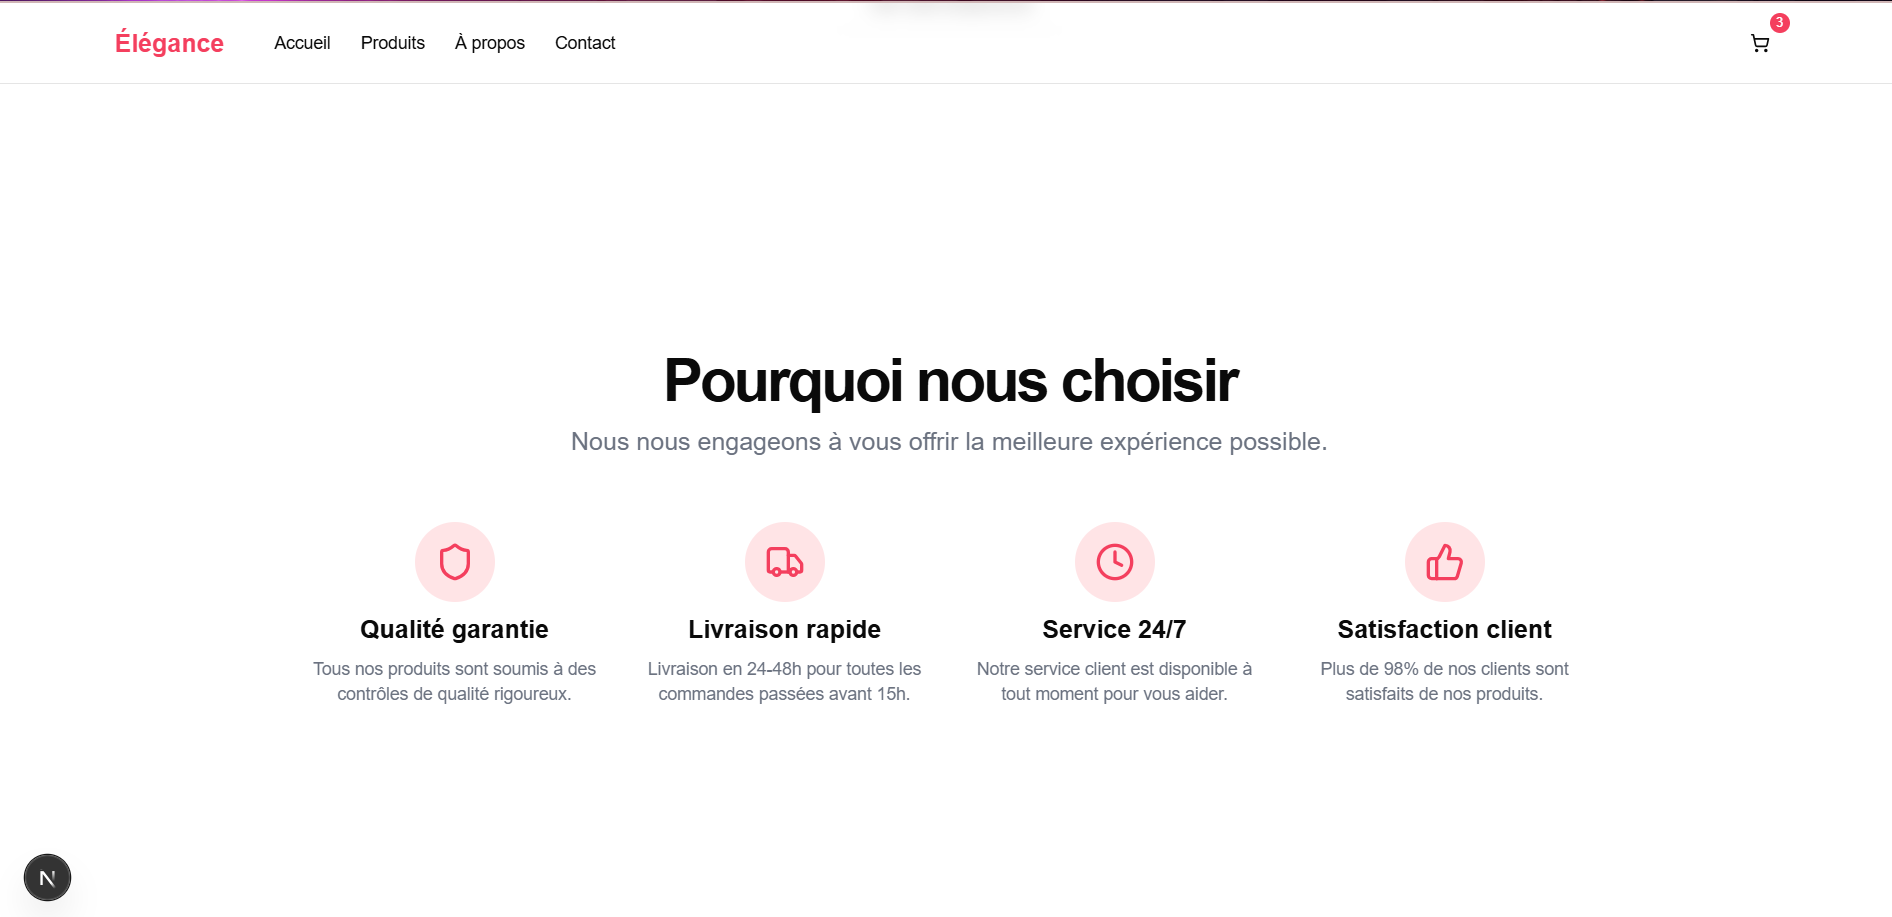 Élégance
Accueil
Produits
À propos
Contact
3
Pourquoi nous choisir
Nous nous engageons à vous offrir la meilleure expérience possible.
Qualité garantie
Tous nos produits sont soumis à des
contrôles de qualité rigoureux.
Livraison rapide
Livraison en 24-48h pour toutes les
commandes passées avant 15h.
Service 24/7
Notre service client est disponible à
tout moment pour vous aider.
Satisfaction client
Plus de 98% de nos clients sont
satisfaits de nos produits.
N